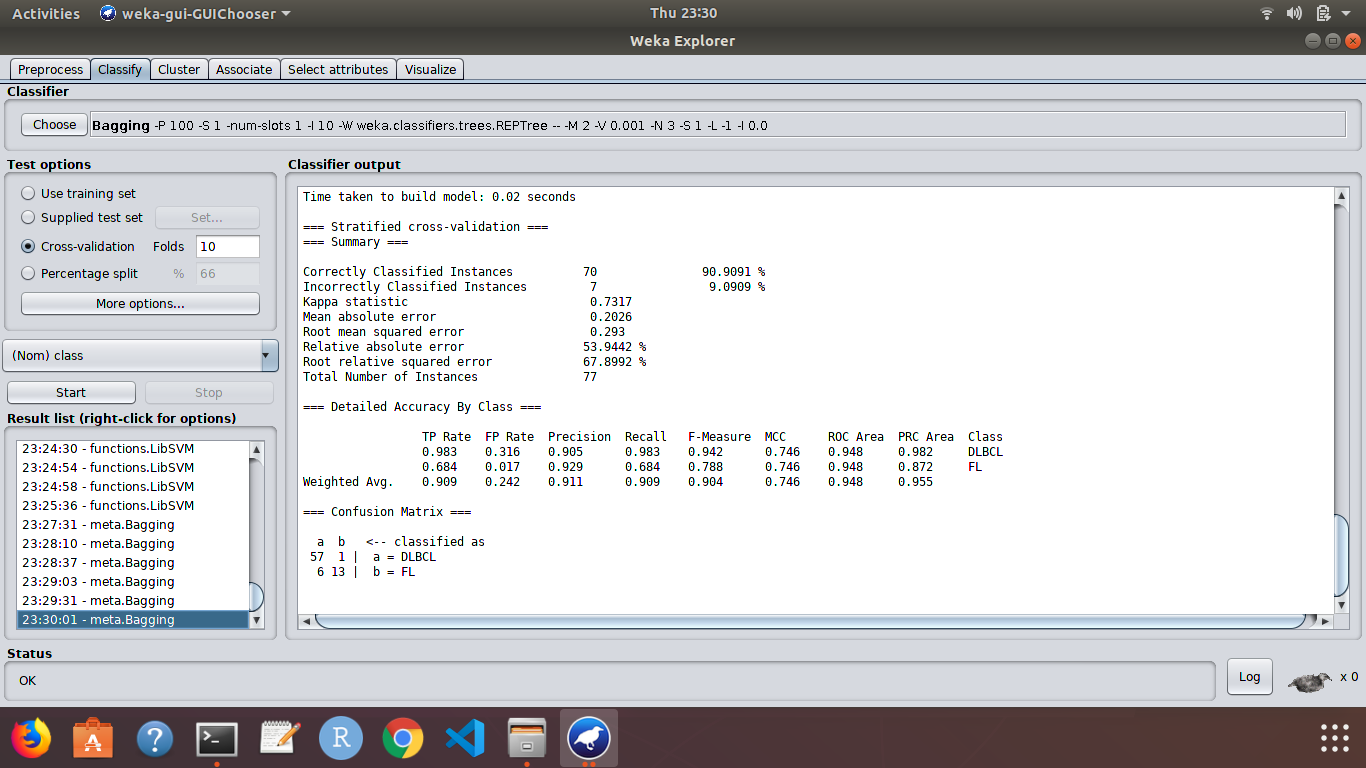 Activities weka-gui-GUIChooser Thu 23:30
Weka Explorer
Preprocess Classify Cluster Associate Select attributes Visualize
Classifier
Choose Bagging -P 100 -S 1 -num-slots 1 -I 10 -W weka.classifiers.trees.REPTree -- -M 2 -V 0.001 -N 3 -S 1 -L -1 -I 0.0
Test options
Use training set
Supplied test set Set...
Cross-validation Folds 10
Percentage split % 66
More options...
(Nom) class
Start Stop
Result list (right-click for options)
23:24:30 - functions.LibSVM
23:24:54 - functions.LibSVM
23:24:58 - functions.LibSVM
23:25:36 - functions.LibSVM
23:27:31 - meta.Bagging
23:28:10 - meta.Bagging
23:28:37 - meta.Bagging
23:29:03 - meta.Bagging
23:29:31 - meta.Bagging
23:30:01 - meta.Bagging
Classifier output
Time taken to build model: 0.02 seconds
=== Stratified cross-validation ===
=== Summary ===
Correctly Classified Instances 70 90.9091 %
Incorrectly Classified Instances 7 9.0909 %
Kappa statistic 0.7317
Mean absolute error 0.2026
Root mean squared error 0.293
Relative absolute error 53.9442 %
Root relative squared error 67.8992 %
Total Number of Instances 77
=== Detailed Accuracy By Class ===
TP Rate FP Rate Precision Recall F-Measure MCC ROC Area PRC Area Class
0.983 0.316 0.905 0.983 0.942 0.746 0.948 0.982 DLBCL
0.684 0.017 0.929 0.684 0.788 0.746 0.948 0.872 FL
Weighted Avg. 0.909 0.242 0.911 0.909 0.904 0.746 0.948 0.955
=== Confusion Matrix ===
a b <-- classified as
57 1 | a = DLBCL
6 13 | b = FL
Status
OK
Log x 0